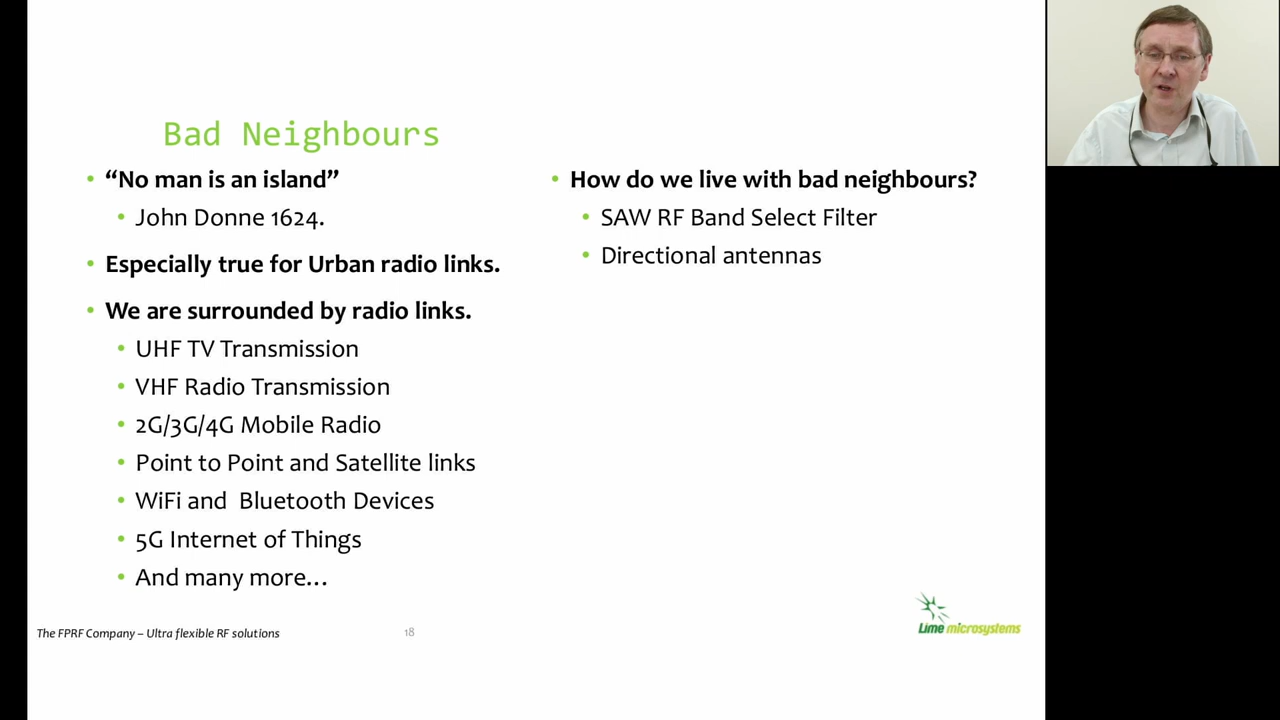 Bad Neighbours
“No man is an island”
John Donne 1624.
Especially true for Urban radio links.
We are surrounded by radio links.
UHF TV Transmission
VHF Radio Transmission
2G/3G/4G Mobile Radio
Point to Point and Satellite links
WiFi and  Bluetooth Devices
5G Internet of Things
And many more…
How do we live with bad neighbours?
SAW RF Band Select Filter
Directional antennas
The FPRF Company – Ultra flexible RF solutions
18
Lime microsystems